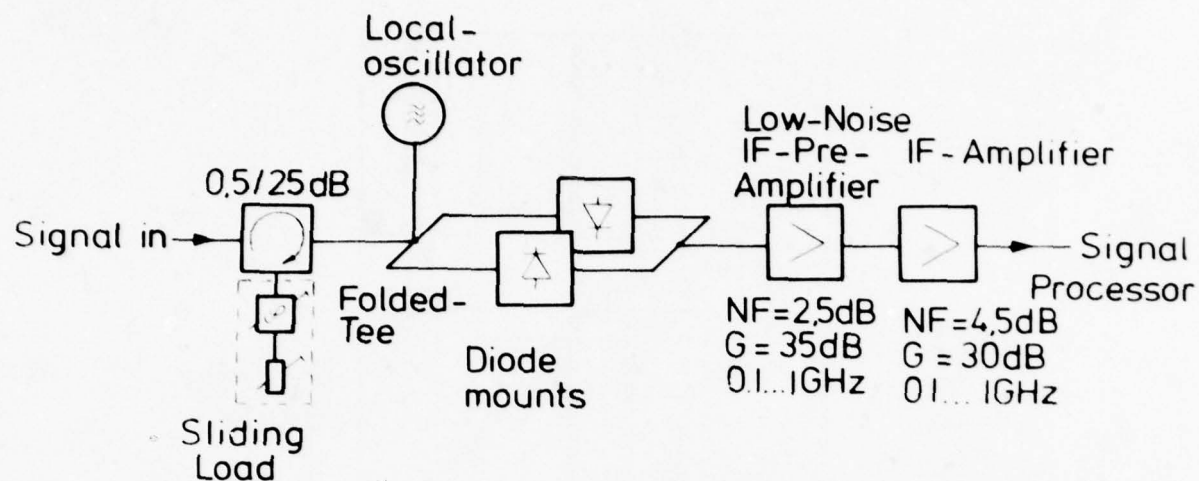 Local-
oscillator
Low-Noise
IF-Pre-
Amplifier
IF-Amplifier
0,5/25dB
Signal in
Signal
Processor
Folded-
Tee
Diode
mounts
NF=2,5dB
G=35dB
0.1...1GHz
NF=4,5dB
G=30dB
0.1...1GHz
Sliding
Load